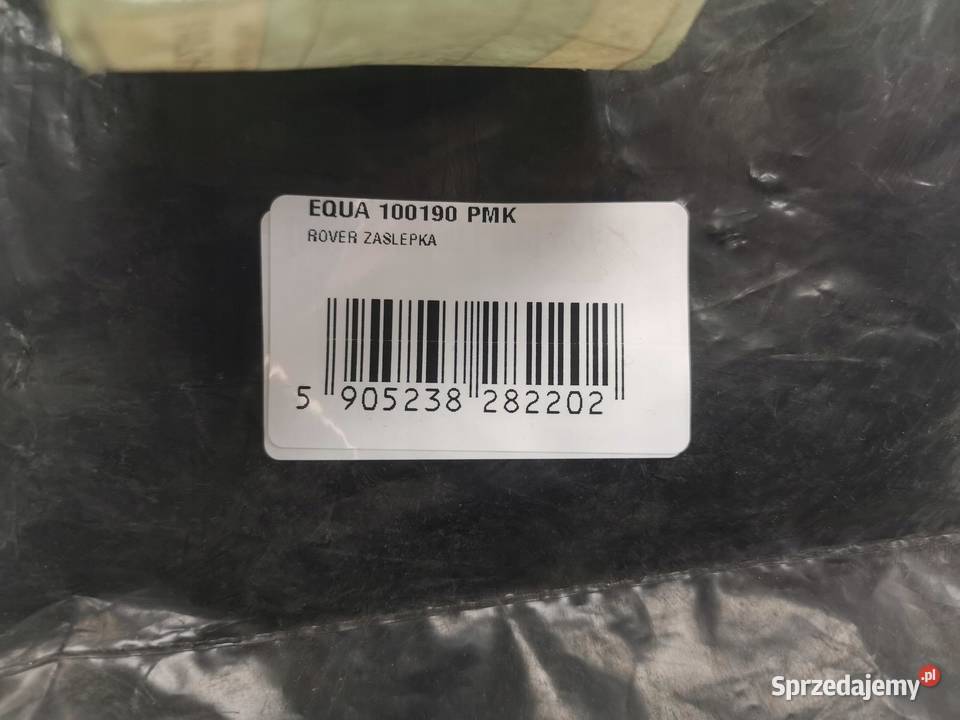 EQUA 100190 PMK
ROVER ZASLEPKA
5 905238 282202
Sprzedajemy.pl